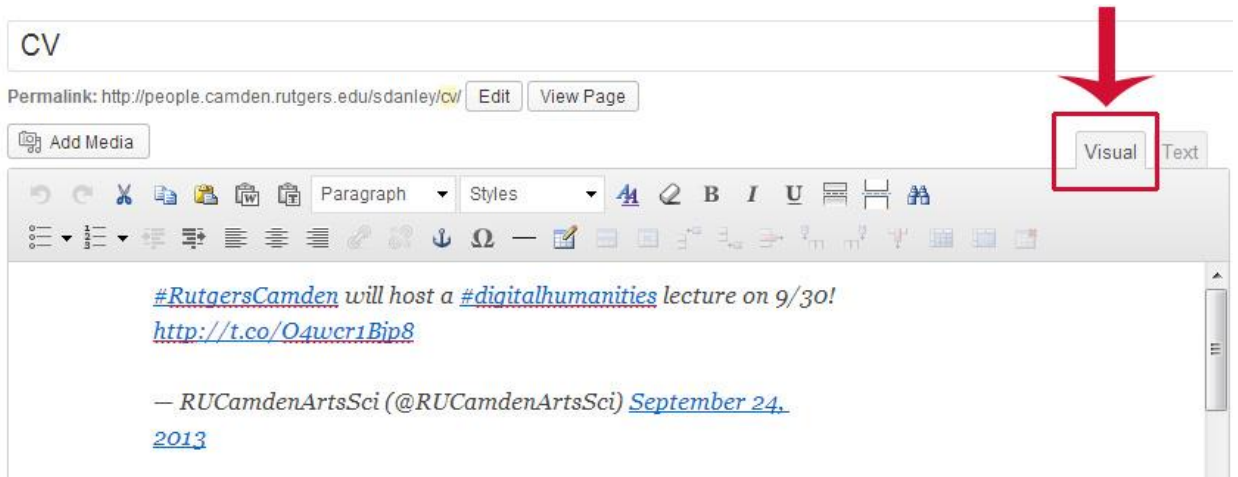 CV
Permalink: http://people.camden.rutgers.edu/sdanley/cv/ Edit View Page
Add Media Visual Text
Paragraph Styles B I U
Ω —
#RutgersCamden will host a #digitalhumanities lecture on 9/30!
http://t.co/O4wcr1Bjp8
— RUCamdenArtsSci (@RUCamdenArtsSci) September 24,
2013